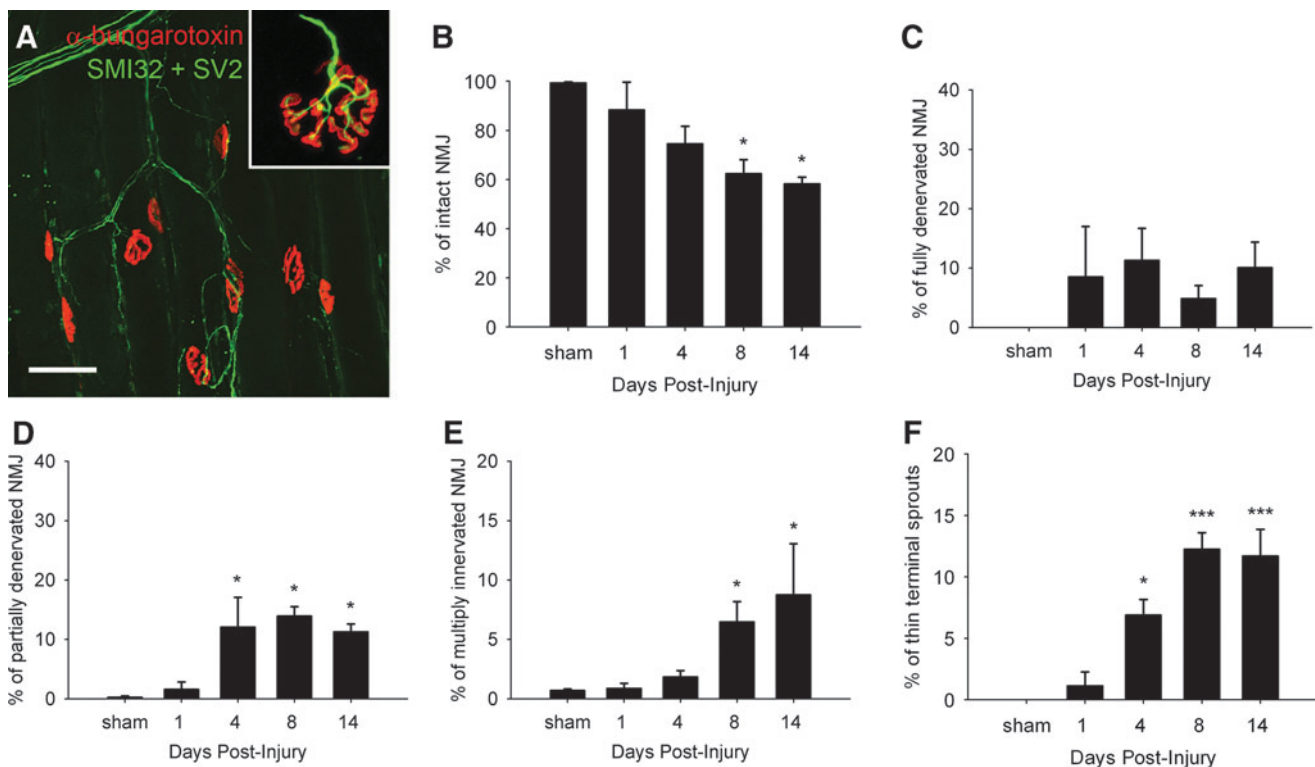 A
α-bungarotoxin
SMI32 + SV2
B
% of intact NMJ
100
80
60
40
20
0
*
*
sham 1 4 8 14
Days Post-Injury
C
% of fully denervated NMJ
40
30
20
10
0
sham 1 4 8 14
Days Post-Injury
D
% of partially denervated NMJ
40
30
20
10
0
*
*
*
sham 1 4 8 14
Days Post-Injury
E
% of multiply innervated NMJ
20
15
10
5
0
*
*
sham 1 4 8 14
Days Post-Injury
F
% of thin terminal sprouts
20
15
10
5
0
*
***
***
sham 1 4 8 14
Days Post-Injury